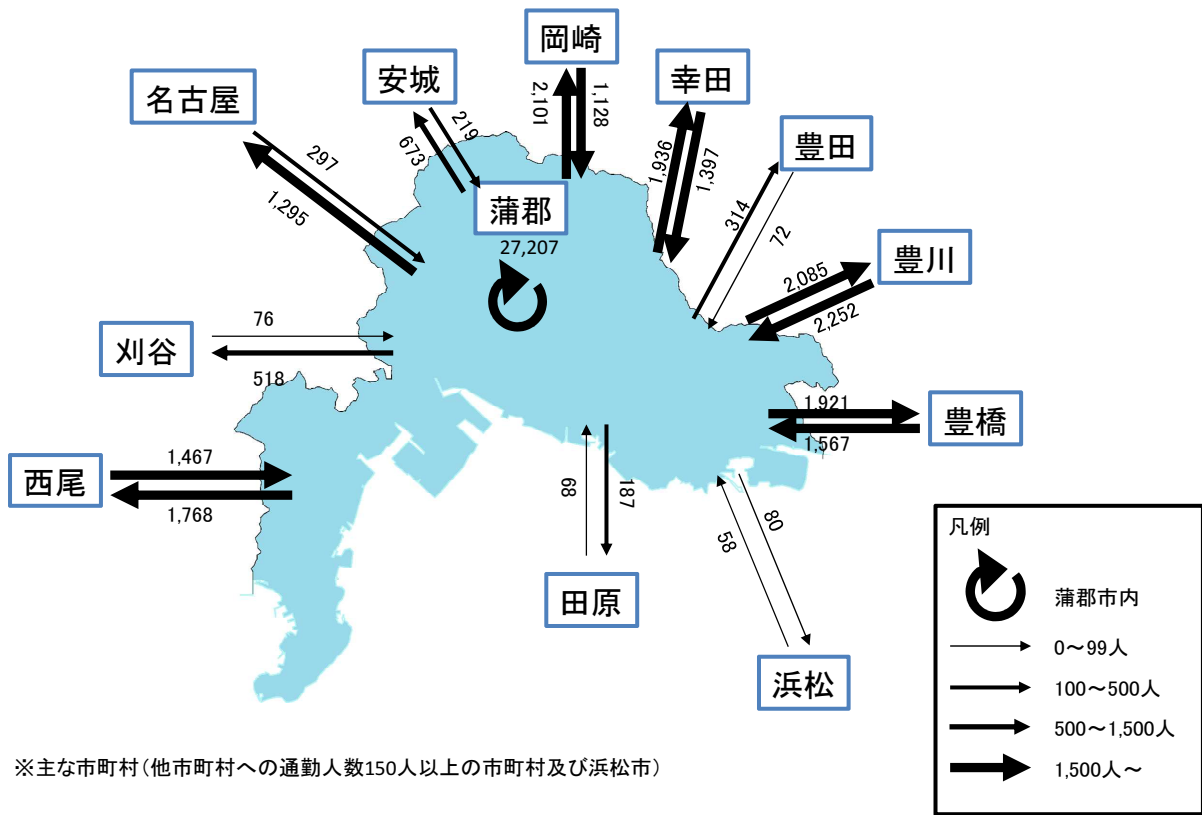 岡崎
2,101
1,128
安城
673
219
幸田
1,936
1,397
名古屋
297
1,295
豊田
314
72
蒲郡
27,207
豊川
2,085
2,252
刈谷
76
518
豊橋
1,921
1,567
西尾
1,467
1,768
田原
68
187
浜松
58
80
凡例
蒲郡市内
0～99人
100～500人
500～1,500人
1,500人～
※主な市町村(他市町村への通勤人数150人以上の市町村及び浜松市)